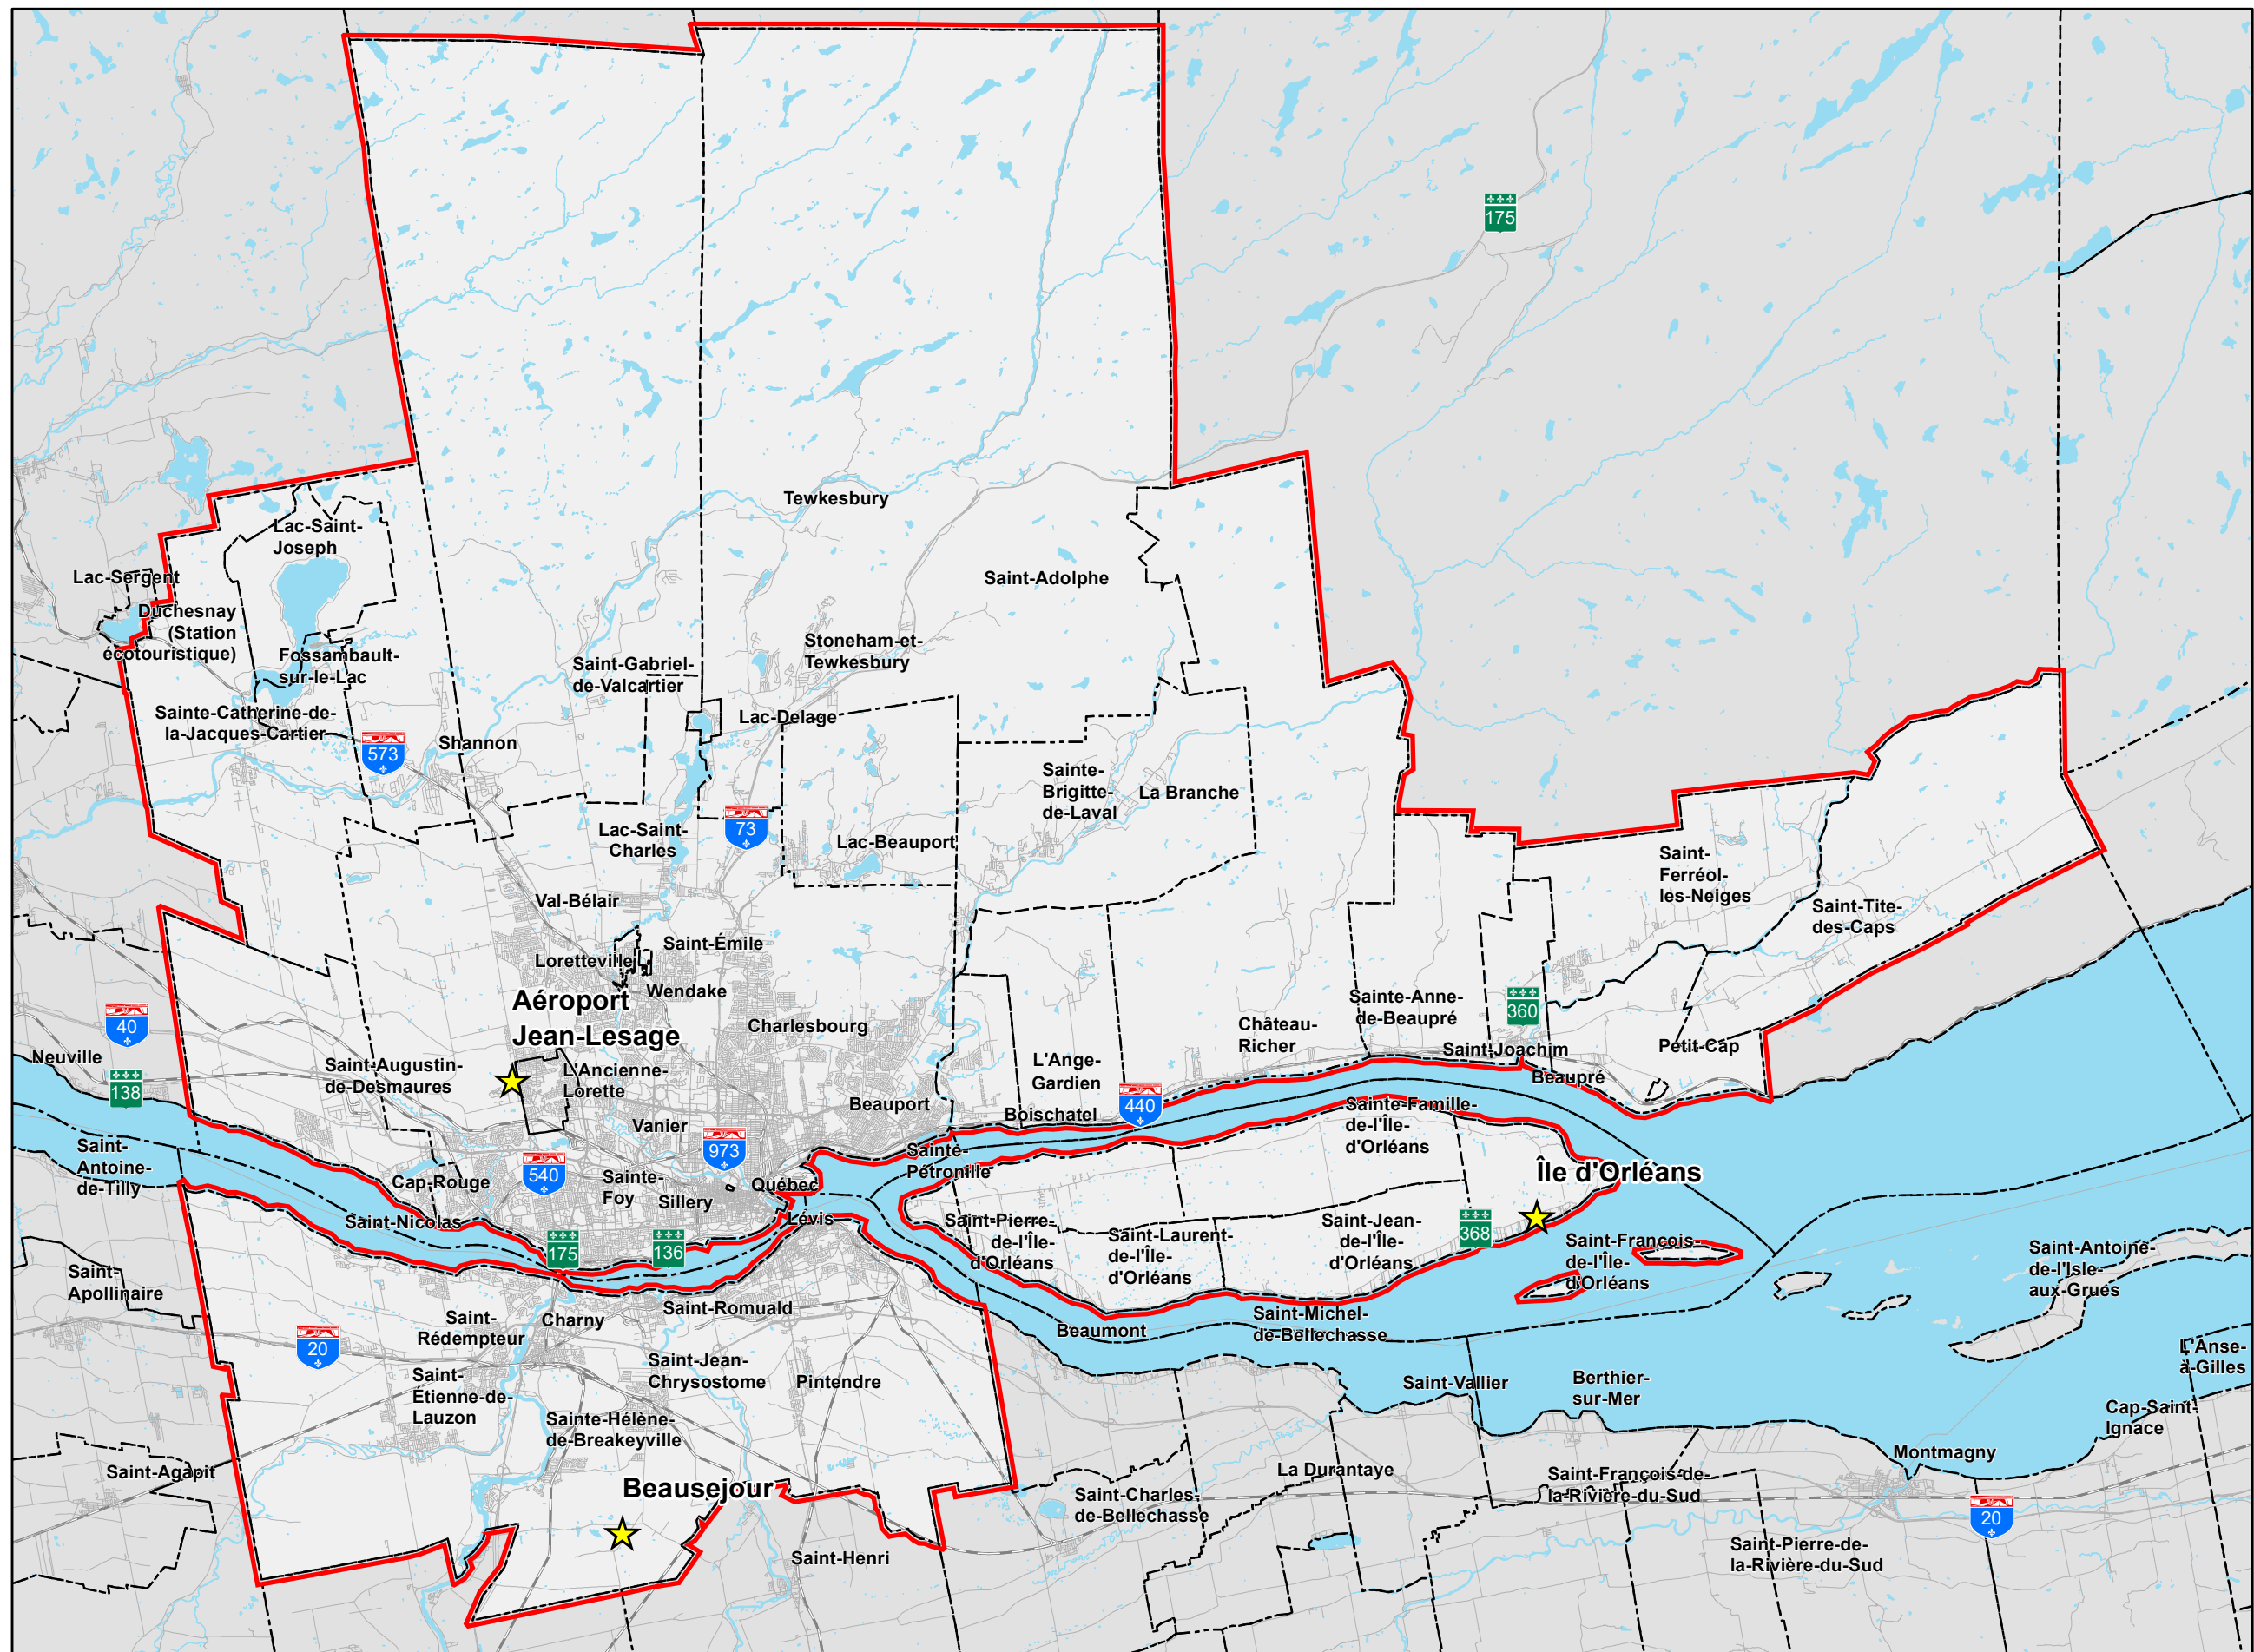 175
Tewkesbury
Lac-Saint-
Joseph
Lac-Sergent
Saint-Adolphe
Duchesnay
(Station
écotouristique)
Fossambault-
sur-le-Lac
Stoneham-et-
Tewkesbury
Saint-Gabriel-
de-Valcartier
Sainte-Catherine-de-
la-Jacques-Cartier
Lac-Delage
573
Shannon
Sainte-
Brigitte-
de-Laval
La Branche
73
Lac-Saint-
Charles
Lac-Beauport
Saint-
Ferréol-
les-Neiges
Saint-Tite-
des-Caps
Val-Bélair
Saint-Émile
Loretteville
Wendake
Aéroport
Jean-Lesage
Charlesbourg
Sainte-Anne-
de-Beaupré
360
Château-
Richer
40
Neuville
138
Saint-Augustin-
de-Desmaures
L'Ancienne-
Lorette
L'Ange-
Gardien
Saint-Joachim
Petit-Cap
Beaupré
Beauport
Boischatel
440
Sainte-Famille-
de-l'Île-
d'Orléans
Vanier
973
Saint-
Antoine-
de-Tilly
Cap-Rouge
540
Sainte-
Foy
Sillery
Québec
Sainte-
Pétronille
Île d'Orléans
Saint-Nicolas
Lévis
Saint-Pierre-
de-l'Île-
d'Orléans
Saint-Laurent-
de-l'Île-
d'Orléans
Saint-Jean-
de-l'Île-
d'Orléans
368
Saint-François-
de-l'Île-
d'Orléans
Saint-Antoine-
de-l'Isle-
aux-Grues
175
136
Saint-
Apollinaire
Saint-Romuald
Saint-
Rédempteur
Charny
Beaumont
Saint-Michel-
de-Bellechasse
20
Saint-Jean-
Chrysostome
Pintendre
Saint-
Étienne-de-
Lauzon
Saint-Vallier
Berthier-
sur-Mer
L'Anse-
à-Gilles
Cap-Saint-
Ignace
Sainte-Hélène-
de-Breakeyville
Montmagny
Saint-Agapit
Beausejour
La Durantaye
Saint-Charles-
de-Bellechasse
Saint-François-de-
la-Rivière-du-Sud
20
Saint-Henri
Saint-Pierre-de-
la-Rivière-du-Sud